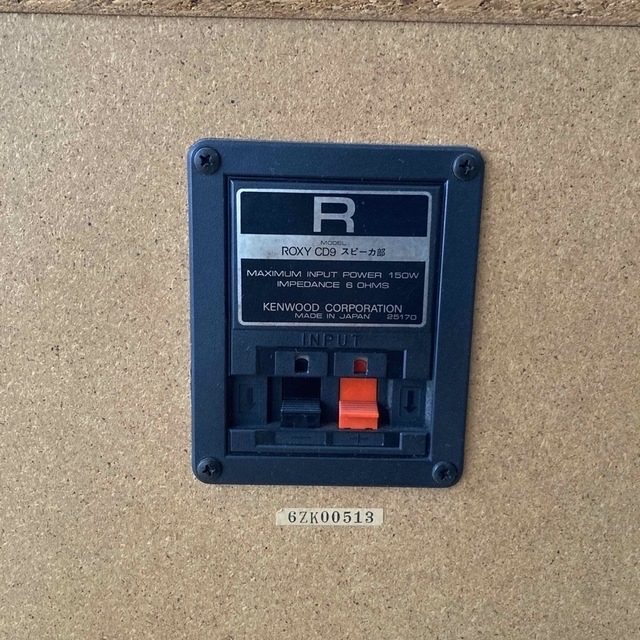 R
MODEL
ROXY CD9 スピーカ部
MAXIMUM INPUT POWER 150W
IMPEDANCE 6 OHMS
KENWOOD CORPORATION
MADE IN JAPAN 25170
INPUT
− +
6ZK00513